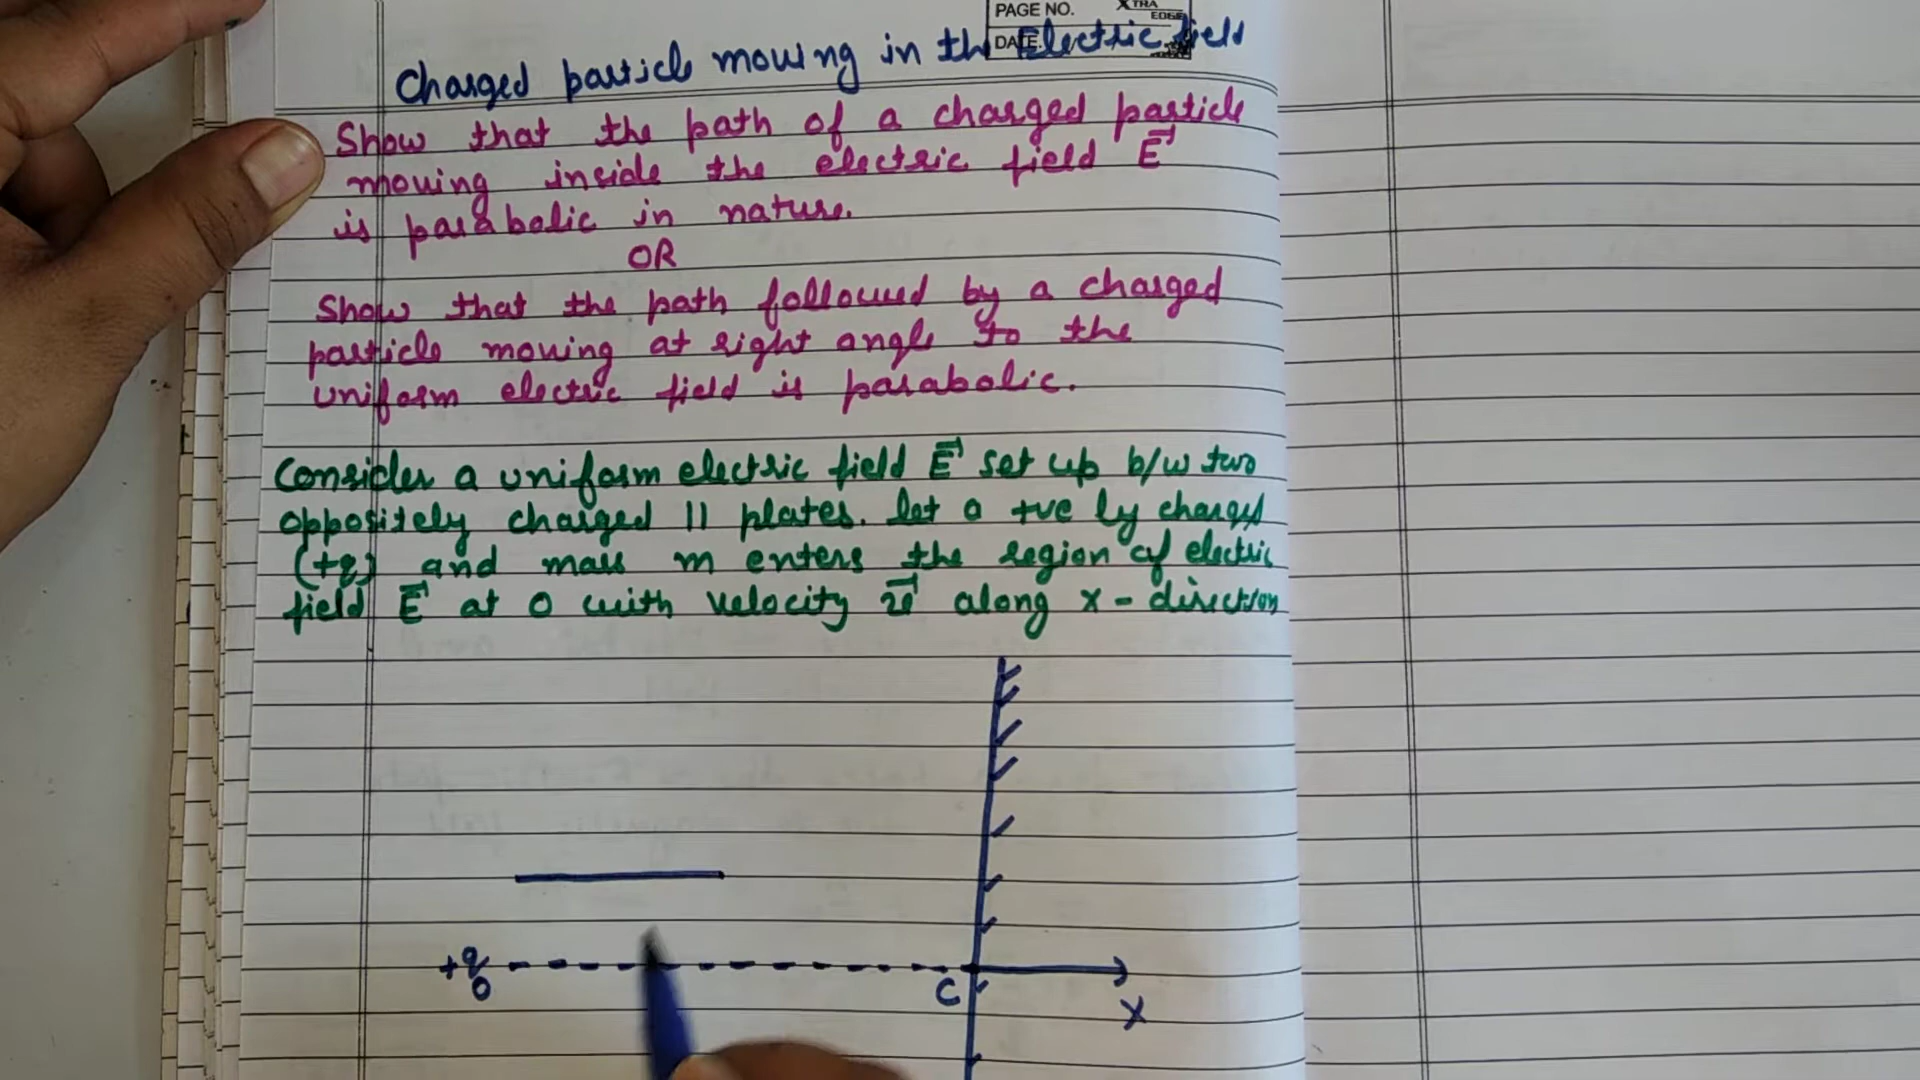 PAGE NO.
XTRA EDGE
DATE
Charged particle moving in the Electric field
Show that the path of a charged particle
moving inside the electric field E⃗
is parabolic in nature.
OR
Show that the path followed by a charged
particle moving at right angle to the
uniform electric field is parabolic.
Consider a uniform electric field E⃗ set up b/w two
oppositely charged || plates. let a +ve ly charged
(+q) and mass m enters the region of electric
field E⃗ at O with velocity v⃗ along x-direction
+q
O
C
X